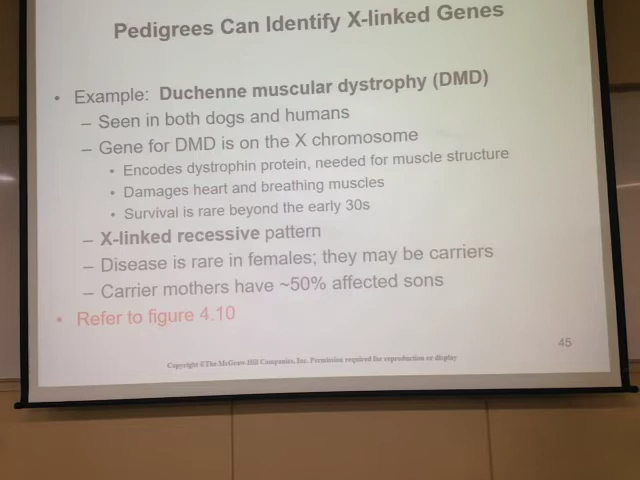 Pedigrees Can Identify X-linked Genes
• Example: Duchenne muscular dystrophy (DMD)
– Seen in both dogs and humans
– Gene for DMD is on the X chromosome
• Encodes dystrophin protein, needed for muscle structure
• Damages heart and breathing muscles
• Survival is rare beyond the early 30s
– X-linked recessive pattern
– Disease is rare in females; they may be carriers
– Carrier mothers have ~50% affected sons
• Refer to figure 4.10
45
Copyright ©The McGraw-Hill Companies, Inc. Permission required for reproduction or display